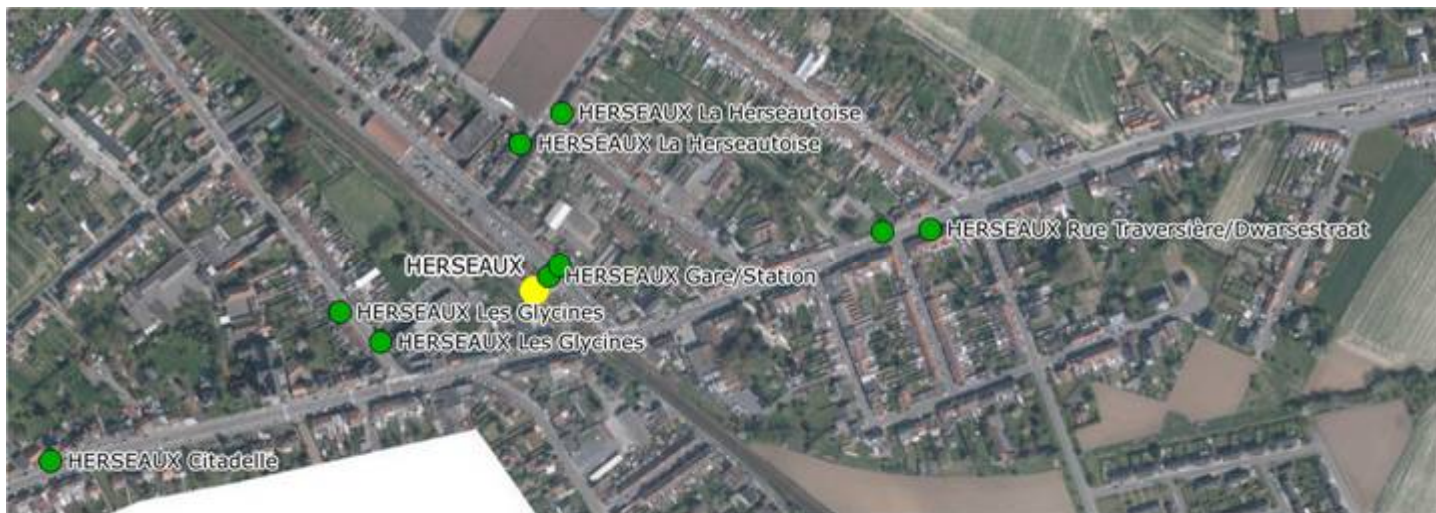 HERSEAUX La Herseautoise
HERSEAUX La Herseautoise
HERSEAUX Rue Traversière/Dwarsestraat
HERSEAUX
HERSEAUX Gare/Station
HERSEAUX Les Glycines
HERSEAUX Les Glycines
HERSEAUX Citadelle